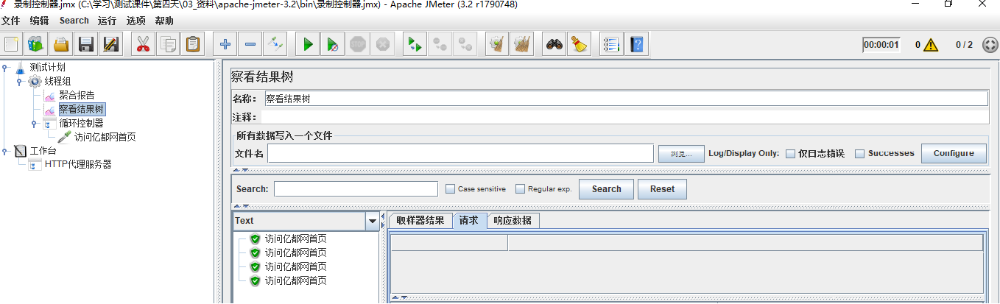 录制控制器.jmx (C:\学习\测试课件\第四天\03_资料\apache-jmeter-3.2\bin\录制控制器.jmx) - Apache JMeter (3.2 r1790748)
文件 编辑 Search 运行 选项 帮助
00:00:01 0 0 / 2
测试计划
线程组
聚合报告
察看结果树
循环控制器
访问亿都网首页
工作台
HTTP代理服务器
察看结果树
名称: 察看结果树
注释:
所有数据写入一个文件
文件名 浏览... Log/Display Only: 仅日志错误 Successes Configure
Search: Case sensitive Regular exp. Search Reset
Text
访问亿都网首页
访问亿都网首页
访问亿都网首页
访问亿都网首页
取样器结果 请求 响应数据